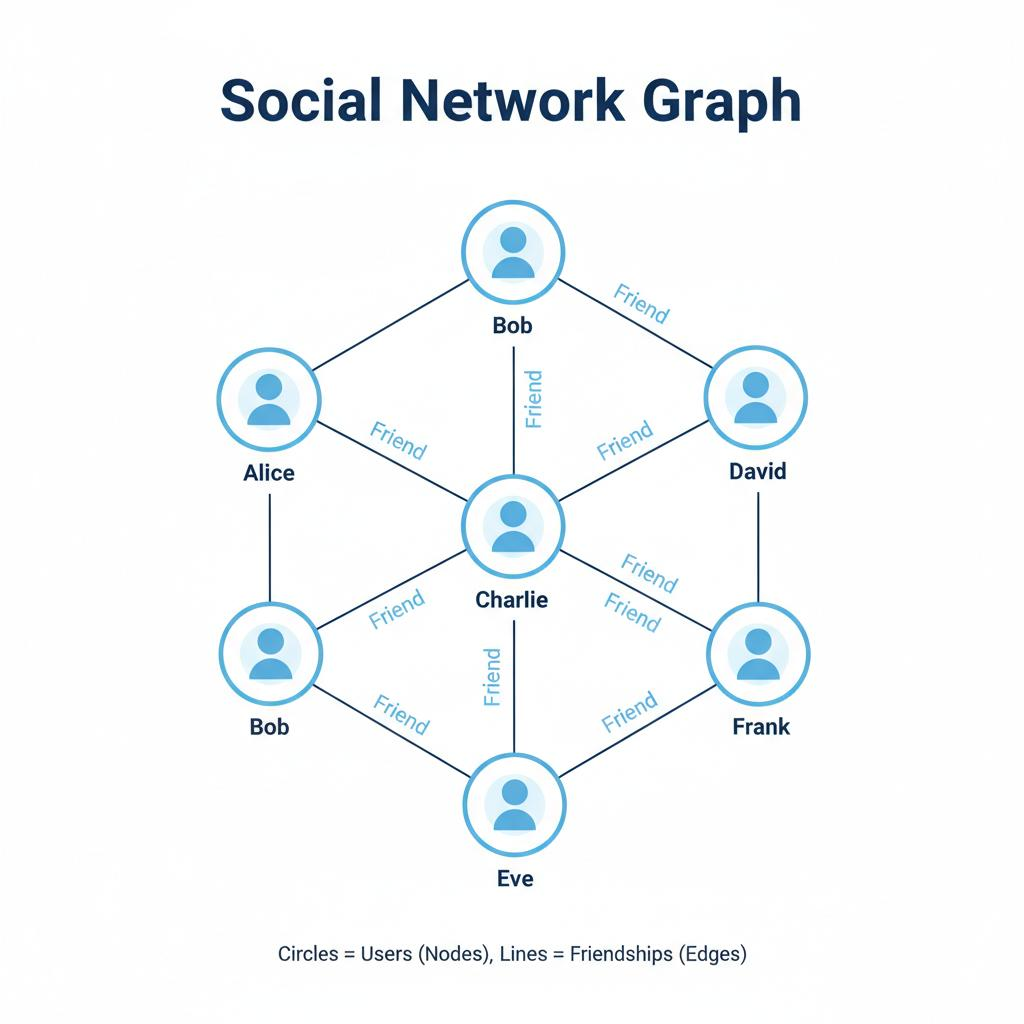 Social Network Graph
Friend
Bob
Friend
Friend
Friend
Alice
David
Friend
Friend
Charlie
Friend
Friend
Friend
Friend
Friend
Bob
Frank
Eve
Circles = Users (Nodes), Lines = Friendships (Edges)